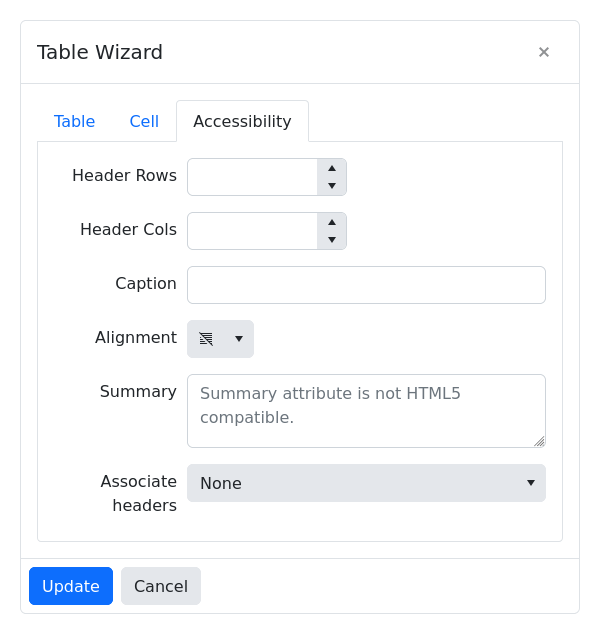 Table Wizard
Table
Cell
Accessibility
Header Rows
Header Cols
Caption
Alignment
Summary
Summary attribute is not HTML5
compatible.
Associate
headers
None
Update
Cancel